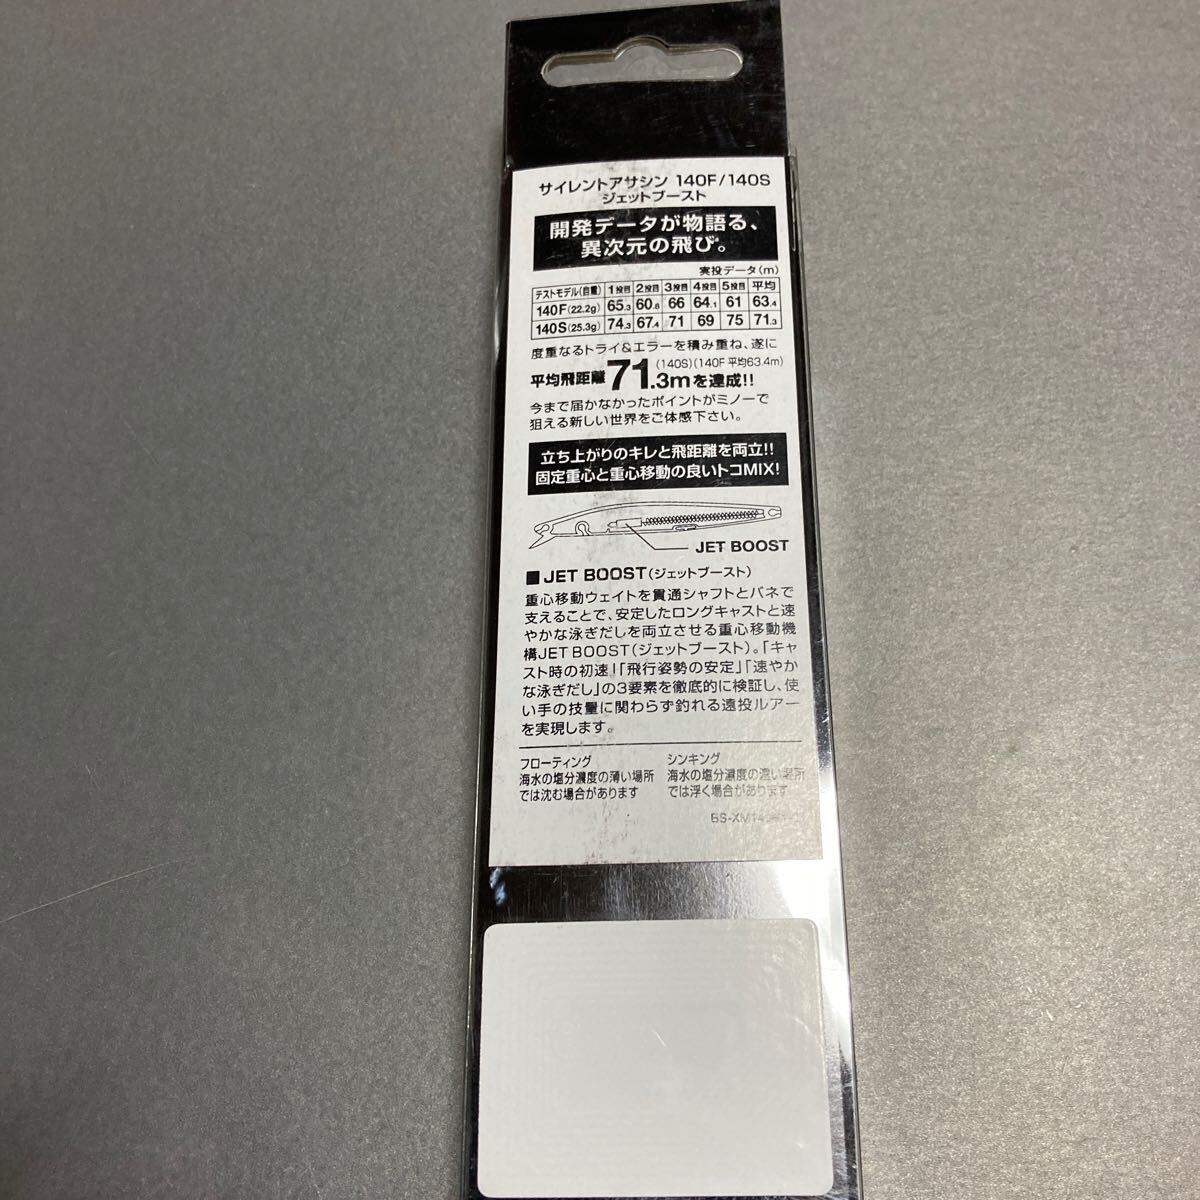 サイレントアサシン 140F/140S
ジェットブースト
開発データが物語る、
異次元の飛び。
実投データ(m)
テストモデル(自重) 1投目 2投目 3投目 4投目 5投目 平均
140F(22.2g) 65.3 60.8 66 64.1 61 63.4
140S(25.3g) 74.3 67.4 71 69 75 71.3
度重なるトライ&エラーを積み重ね、遂に
(140S)(140F 平均63.4m)
平均飛距離71.3mを達成!!
今まで届かなかったポイントがミノーで
狙える新しい世界をご体感下さい。
立ち上がりのキレと飛距離を両立!!
固定重心と重心移動の良いトコMIX!
JET BOOST
■JET BOOST(ジェットブースト)
重心移動ウェイトを貫通シャフトとバネで
支えることで、安定したロングキャストと速
やかな泳ぎだしを両立させる重心移動機
構JET BOOST(ジェットブースト)。「キャ
スト時の初速」「飛行姿勢の安定」「速やか
な泳ぎだし」の3要素を徹底的に検証し、使
い手の技量に関わらず釣れる遠投ルアー
を実現します。
フローティング
海水の塩分濃度の薄い場所
では沈む場合があります
シンキング
海水の塩分濃度の濃い場所
では浮く場合があります